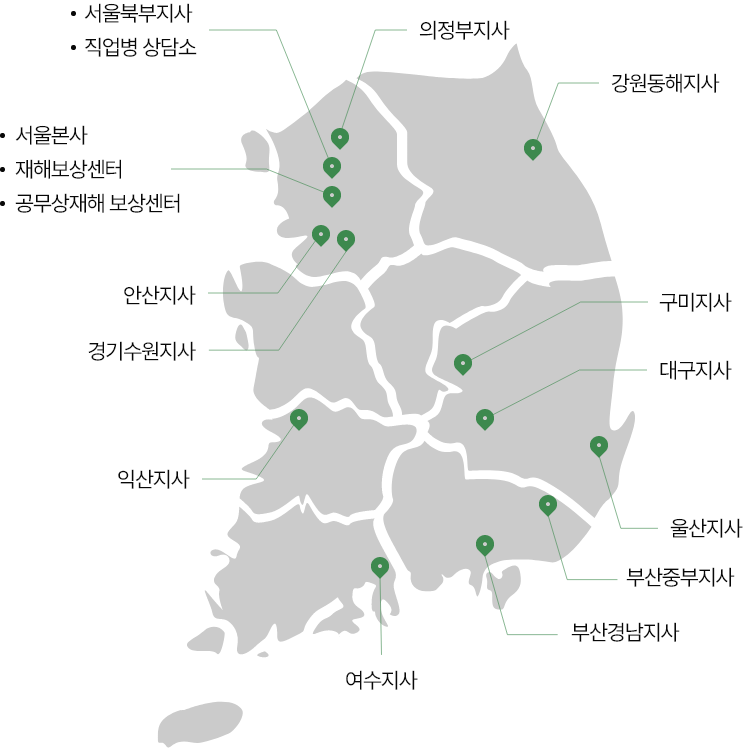 • 서울북부지사
• 직업병 상담소
의정부지사
강원동해지사
• 서울본사
• 재해보상센터
• 공무상재해 보상센터
안산지사
경기수원지사
구미지사
대구지사
익산지사
울산지사
부산중부지사
부산경남지사
여수지사